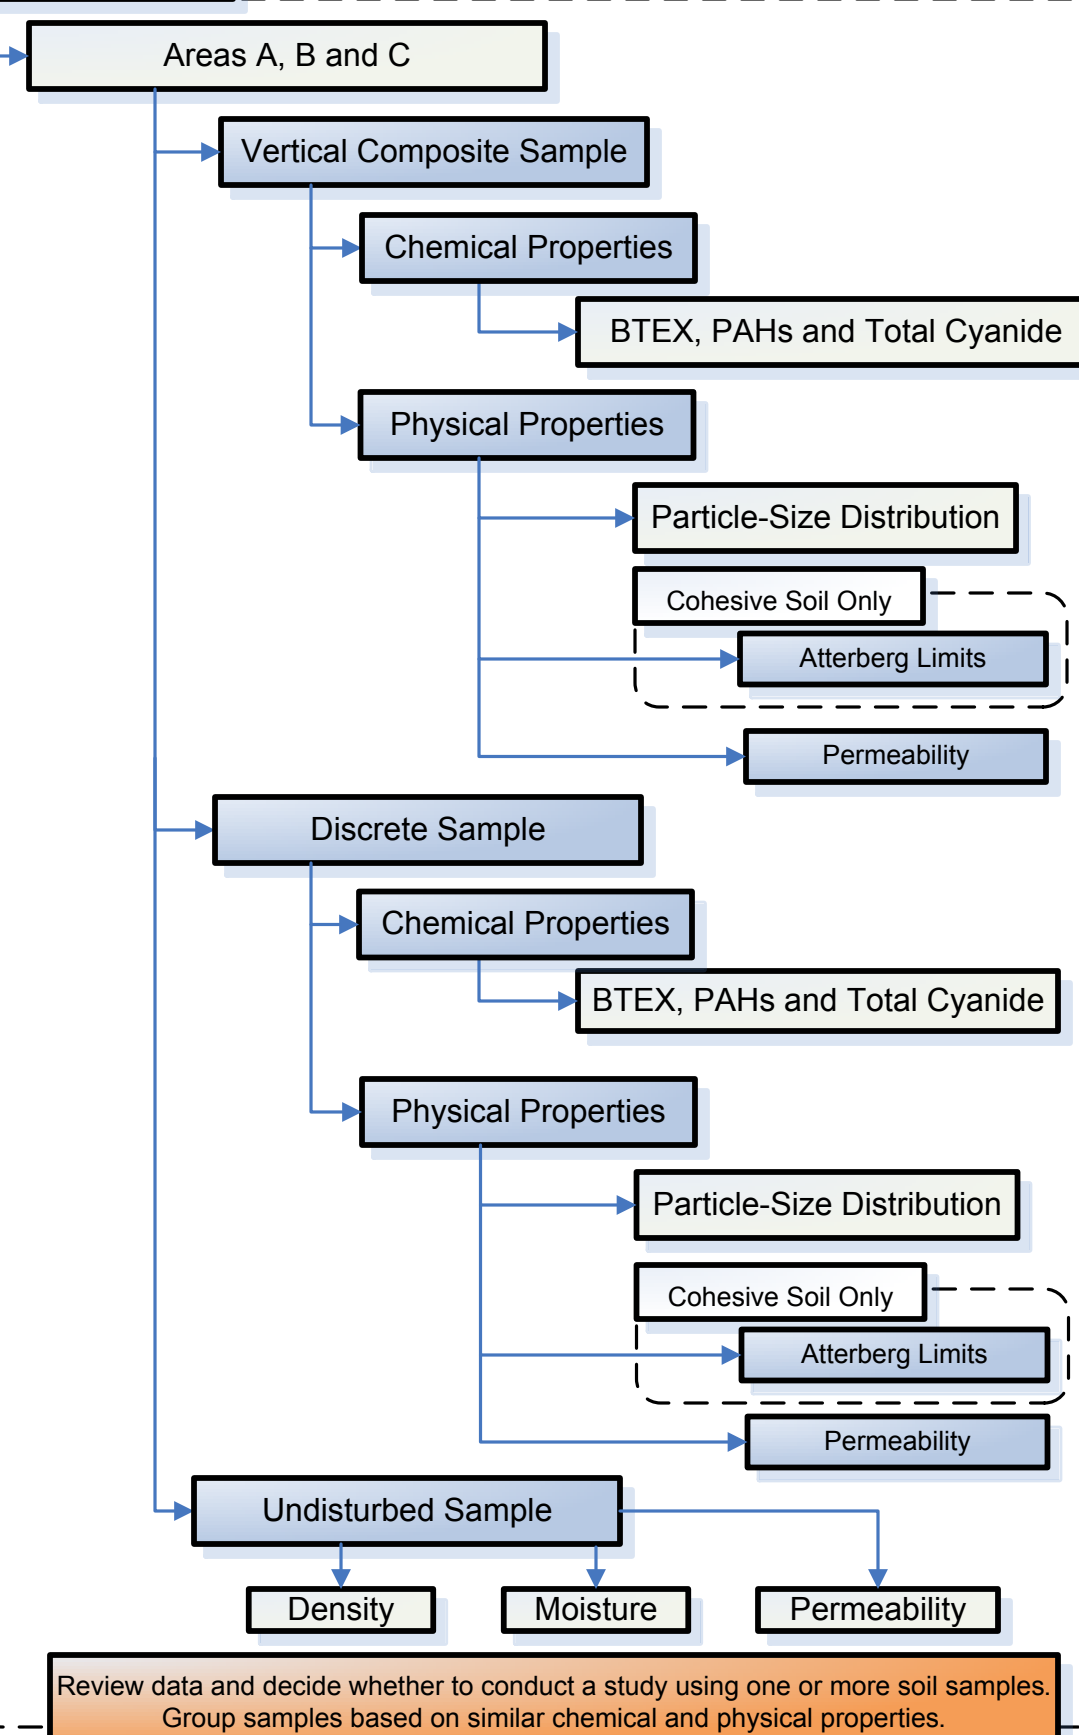 Areas A, B and C
Vertical Composite Sample
Chemical Properties
BTEX, PAHs and Total Cyanide
Physical Properties
Particle-Size Distribution
Cohesive Soil Only
Atterberg Limits
Permeability
Discrete Sample
Chemical Properties
BTEX, PAHs and Total Cyanide
Physical Properties
Particle-Size Distribution
Cohesive Soil Only
Atterberg Limits
Permeability
Undisturbed Sample
Density
Moisture
Permeability
Review data and decide whether to conduct a study using one or more soil samples.
Group samples based on similar chemical and physical properties.